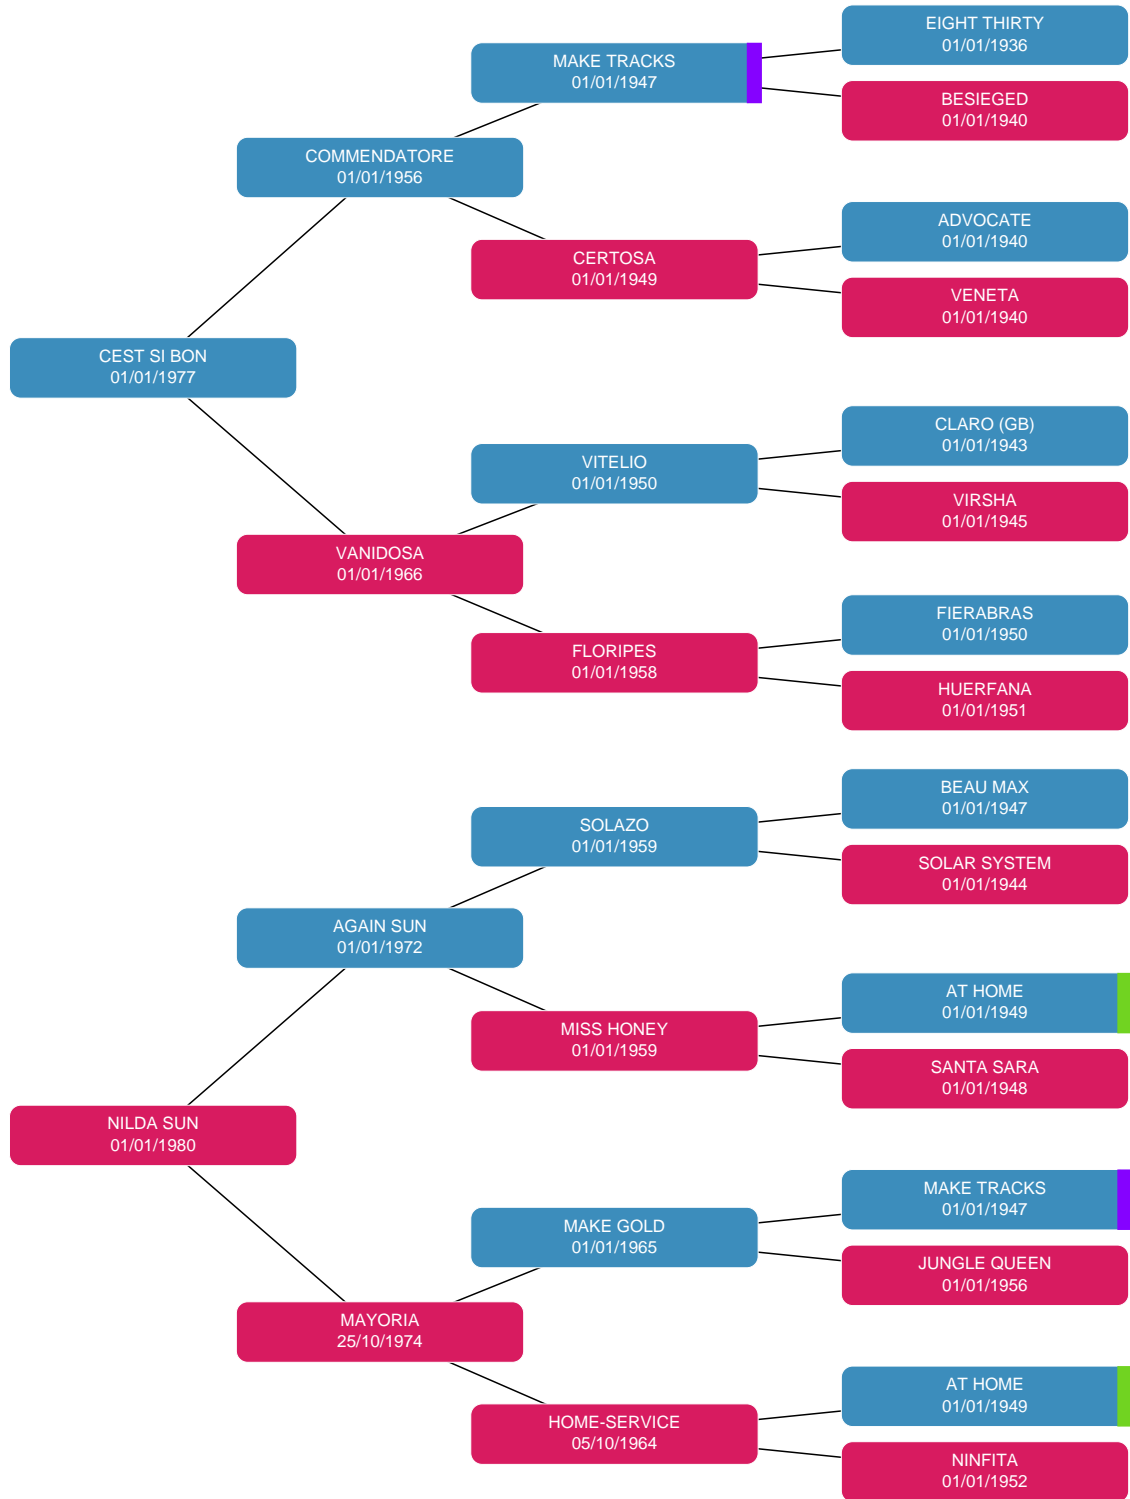 EIGHT THIRTY
01/01/1936
MAKE TRACKS
01/01/1947
BESIEGED
01/01/1940
COMMENDATORE
01/01/1956
ADVOCATE
01/01/1940
CERTOSA
01/01/1949
VENETA
01/01/1940
CEST SI BON
01/01/1977
CLARO (GB)
01/01/1943
VITELIO
01/01/1950
VIRSHA
01/01/1945
VANIDOSA
01/01/1966
FIERABRAS
01/01/1950
FLORIPES
01/01/1958
HUERFANA
01/01/1951
BEAU MAX
01/01/1947
SOLAZO
01/01/1959
SOLAR SYSTEM
01/01/1944
AGAIN SUN
01/01/1972
AT HOME
01/01/1949
MISS HONEY
01/01/1959
SANTA SARA
01/01/1948
NILDA SUN
01/01/1980
MAKE TRACKS
01/01/1947
MAKE GOLD
01/01/1965
JUNGLE QUEEN
01/01/1956
MAYORIA
25/10/1974
AT HOME
01/01/1949
HOME-SERVICE
05/10/1964
NINFITA
01/01/1952